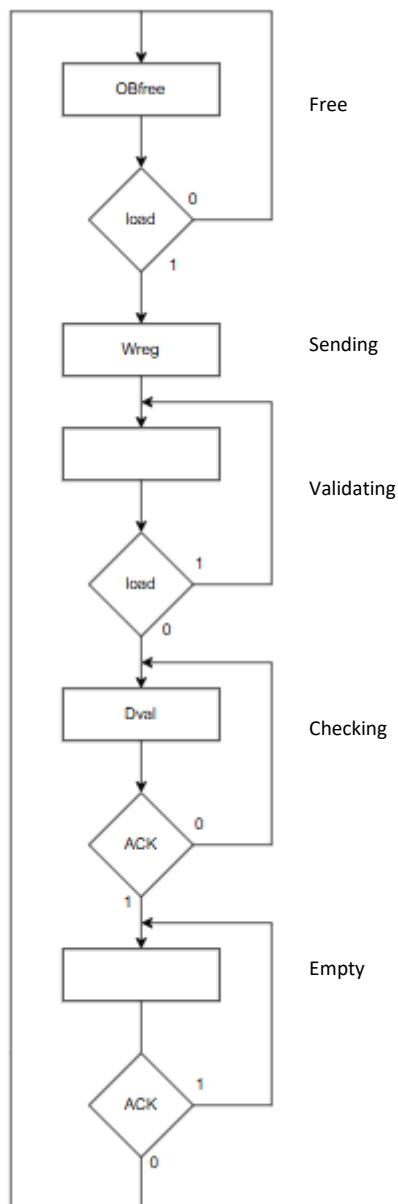 OBfree
Free
0
load
1
Wreg
Sending
Validating
1
load
0
Dval
Checking
0
ACK
1
Empty
1
ACK
0